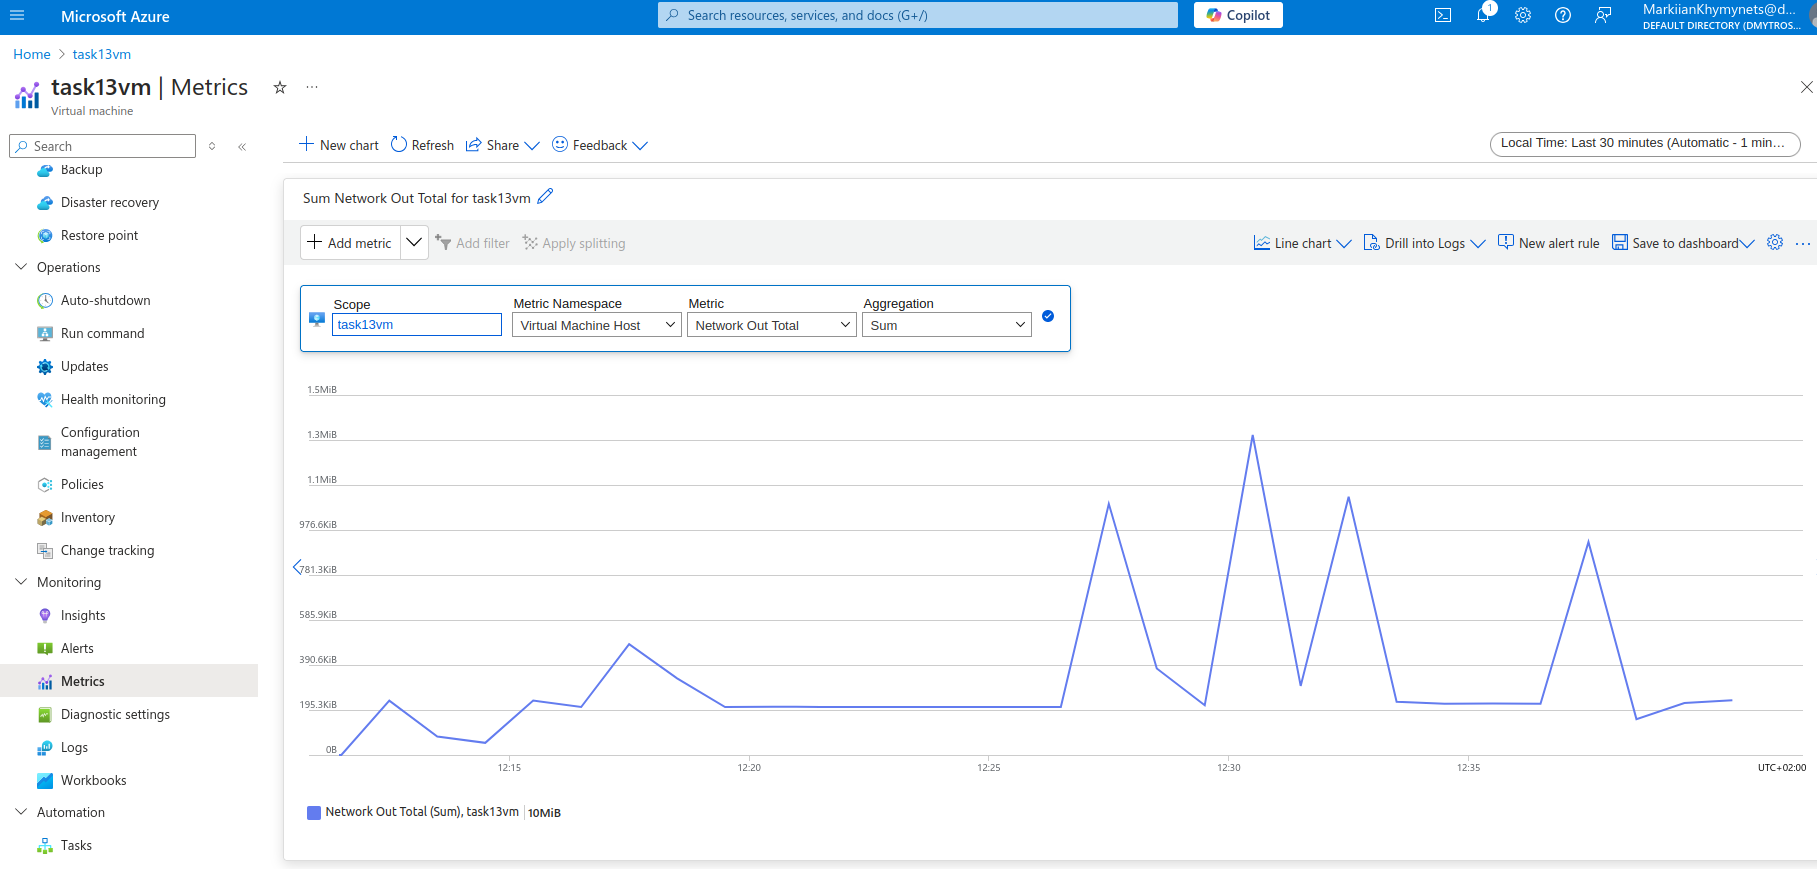 Microsoft Azure
Search resources, services, and docs (G+/)
Copilot
1
MarkiianKhymynets@d...
DEFAULT DIRECTORY (DMYTROS...
Home > task13vm
task13vm | Metrics
Virtual machine
Search
Backup
Disaster recovery
Restore point
Operations
Auto-shutdown
Run command
Updates
Health monitoring
Configuration
management
Policies
Inventory
Change tracking
Monitoring
Insights
Alerts
Metrics
Diagnostic settings
Logs
Workbooks
Automation
Tasks
New chart Refresh Share Feedback
Local Time: Last 30 minutes (Automatic - 1 min...
Sum Network Out Total for task13vm
Add metric Add filter Apply splitting
Line chart Drill into Logs New alert rule Save to dashboard
Scope Metric Namespace Metric Aggregation
task13vm Virtual Machine Host Network Out Total Sum
1.5MiB
1.3MiB
1.1MiB
976.6KiB
781.3KiB
585.9KiB
390.6KiB
195.3KiB
0B
12:15 12:20 12:25 12:30 12:35 UTC+02:00
Network Out Total (Sum), task13vm 10MiB